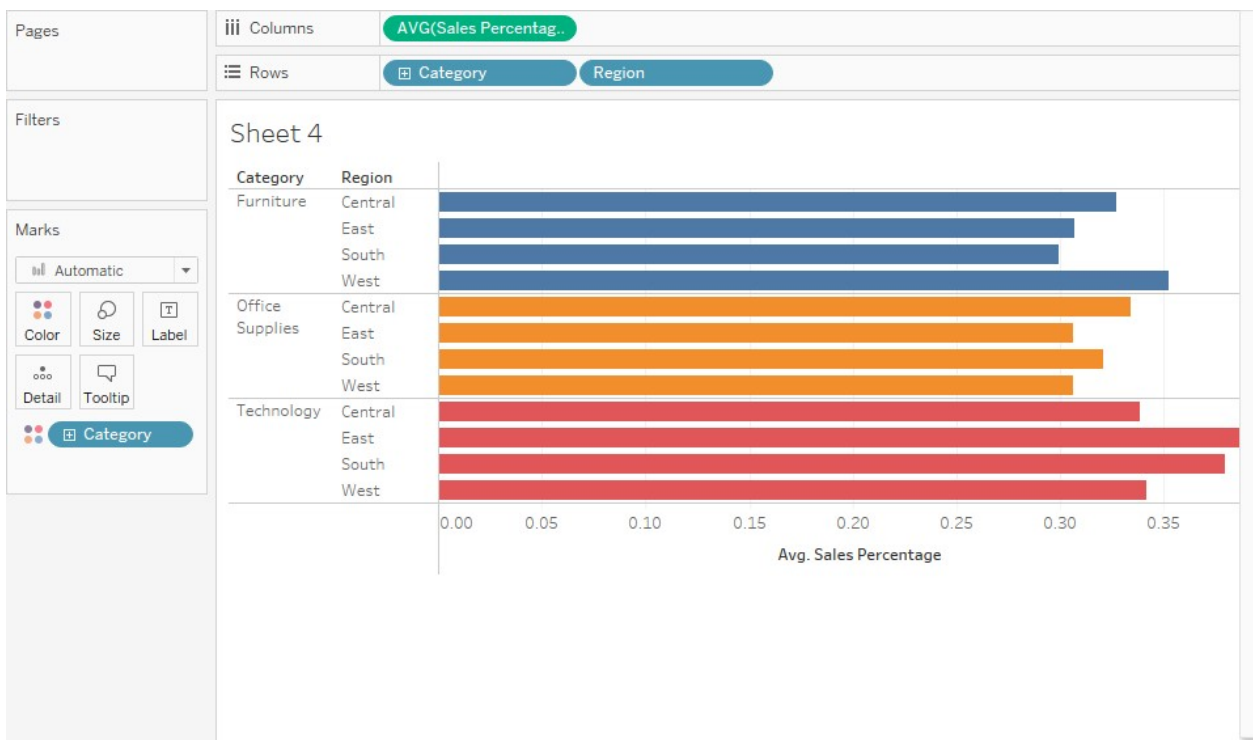 Pages
Columns AVG(Sales Percentag..
Rows Category Region
Filters
Sheet 4
Category Region
Furniture Central
East
South
West
Marks
Automatic
Office Central
Supplies East
South
West
Color Size Label
Detail Tooltip
Category
Technology Central
East
South
West
0.00 0.05 0.10 0.15 0.20 0.25 0.30 0.35
Avg. Sales Percentage